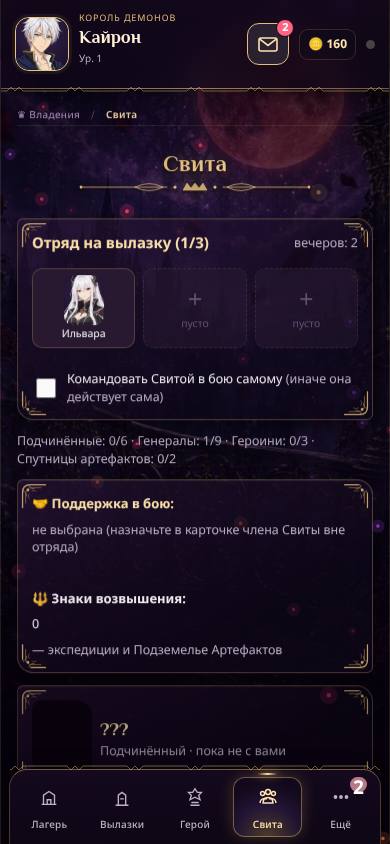 КОРОЛЬ ДЕМОНОВ
Кайрон
Ур. 1
2
160
Владения / Свита
Свита
Отряд на вылазку (1/3)
вечеров: 2
Ильвара
+
пусто
+
пусто
Командовать Свитой в бою самому (иначе она
действует сама)
Подчинённые: 0/6 · Генералы: 1/9 · Героини: 0/3 ·
Спутницы артефактов: 0/2
Поддержка в бою:
не выбрана (назначьте в карточке члена Свиты вне
отряда)
Знаки возвышения:
0
— экспедиции и Подземелье Артефактов
???
Подчинённый · пока не с вами
2
Лагерь
Вылазки
Герой
Свита
Ещё